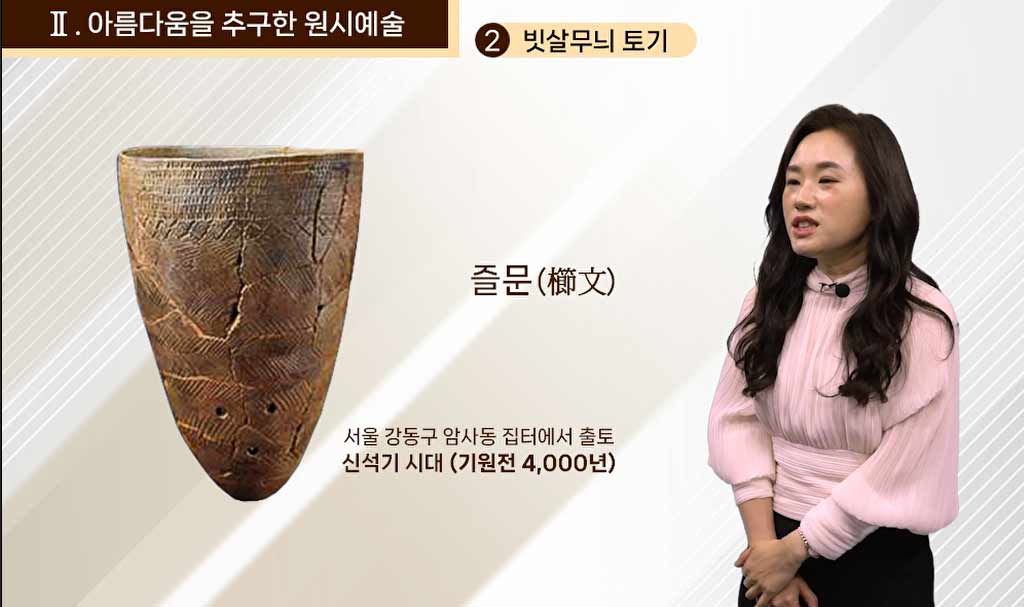 Ⅱ. 아름다움을 추구한 원시예술
2 빗살무늬 토기
즐문(櫛文)
서울 강동구 암사동 집터에서 출토
신석기 시대 (기원전 4,000년)